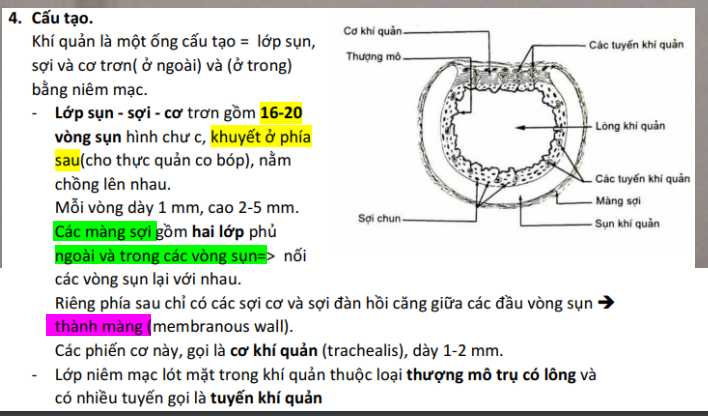 4. Cấu tạo.
Khí quản là một ống cấu tạo = lớp sụn,
sợi và cơ trơn( ở ngoài) và (ở trong)
bằng niêm mạc.
- Lớp sụn - sợi - cơ trơn gồm 16-20
vòng sụn hình chư c, khuyết ở phía
sau(cho thực quản co bóp), nằm
chồng lên nhau.
Mỗi vòng dày 1 mm, cao 2-5 mm.
Các màng sợi gồm hai lớp phủ
ngoài và trong các vòng sụn=> nối
các vòng sụn lại với nhau.
Riêng phía sau chỉ có các sợi cơ và sợi đàn hồi căng giữa các đầu vòng sụn ➔
thành màng (membranous wall).
Các phiến cơ này, gọi là cơ khí quản (trachealis), dày 1-2 mm.
- Lớp niêm mạc lót mặt trong khí quản thuộc loại thượng mô trụ có lông và
có nhiều tuyến gọi là tuyến khí quản
Cơ khí quản
Thượng mô
Các tuyến khí quản
Lòng khí quản
Các tuyến khí quản
Màng sợi
Sụn khí quản
Sợi chun